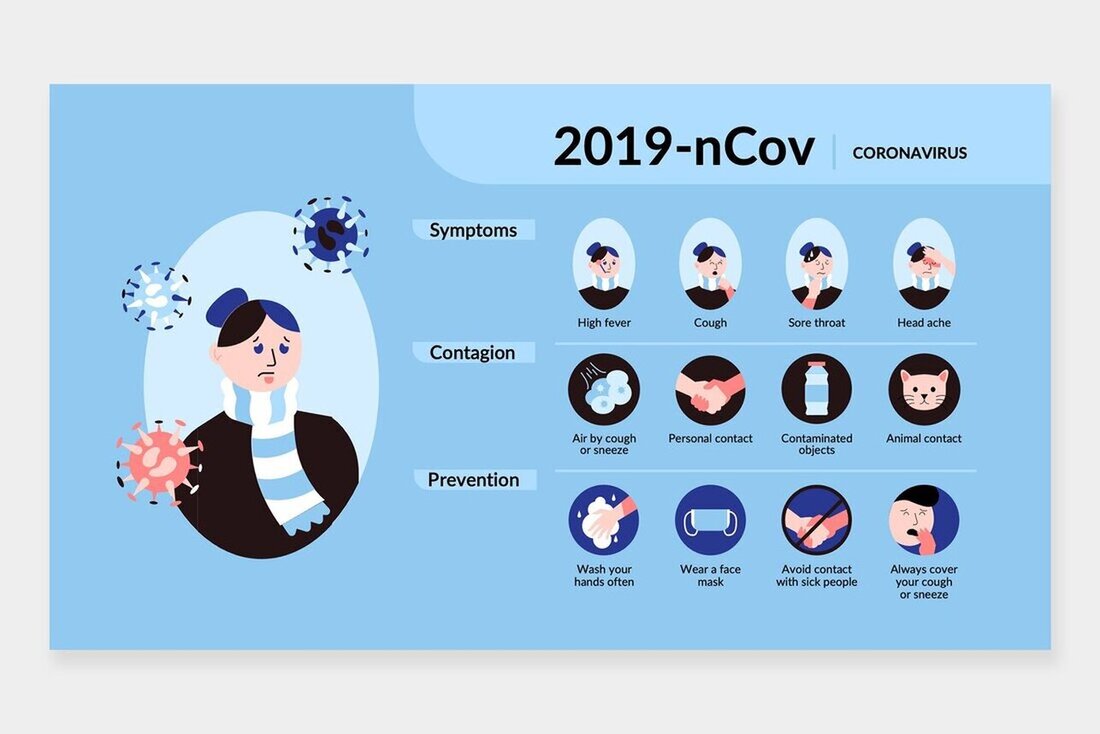 2019-nCov
CORONAVIRUS
Symptoms
High fever
Cough
Sore throat
Head ache
Contagion
Air by cough
or sneeze
Personal contact
Contaminated
objects
Animal contact
Prevention
Wash your
hands often
Wear a face
mask
Avoid contact
with sick people
Always cover
your cough
or sneeze